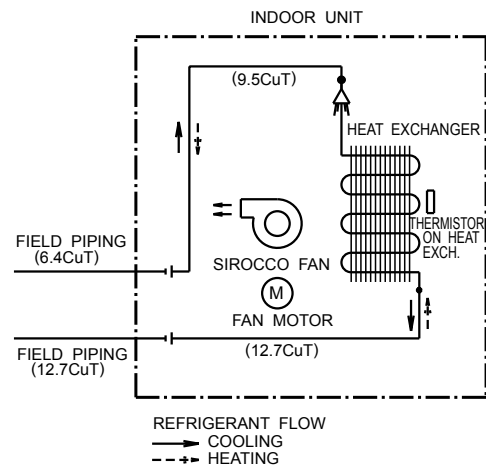 INDOOR UNIT
(9.5CuT)
HEAT EXCHANGER
THERMISTOR
ON HEAT
EXCH.
FIELD PIPING
(6.4CuT)
SIROCCO FAN
M
FAN MOTOR
FIELD PIPING
(12.7CuT)
(12.7CuT)
REFRIGERANT FLOW
COOLING
HEATING